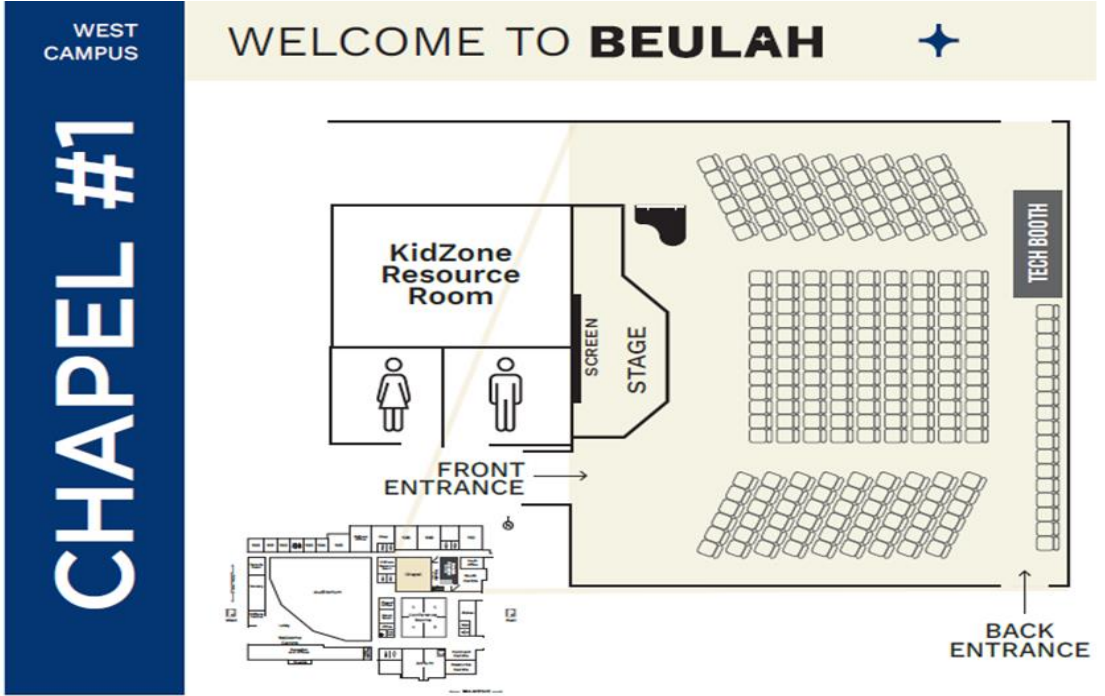 WEST
CAMPUS
CHAPEL #1
WELCOME TO BEULAH
KidZone
Resource
Room
SCREEN
STAGE
TECH BOOTH
FRONT
ENTRANCE
BACK
ENTRANCE
Chapel
Auditorium